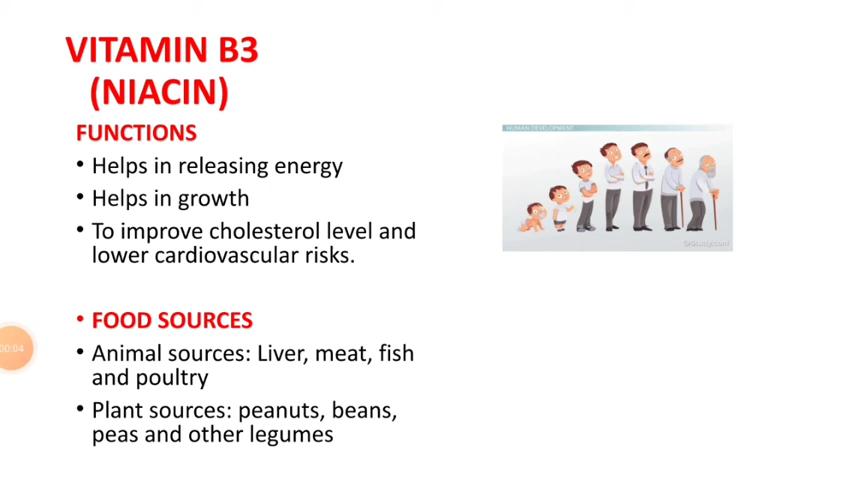 VITAMIN B3
(NIACIN)
FUNCTIONS
• Helps in releasing energy
• Helps in growth
• To improve cholesterol level and
lower cardiovascular risks.
• FOOD SOURCES
• Animal sources: Liver, meat, fish
and poultry
• Plant sources: peanuts, beans,
peas and other legumes
HUMAN DEVELOPMENT
©Study.com
00:04